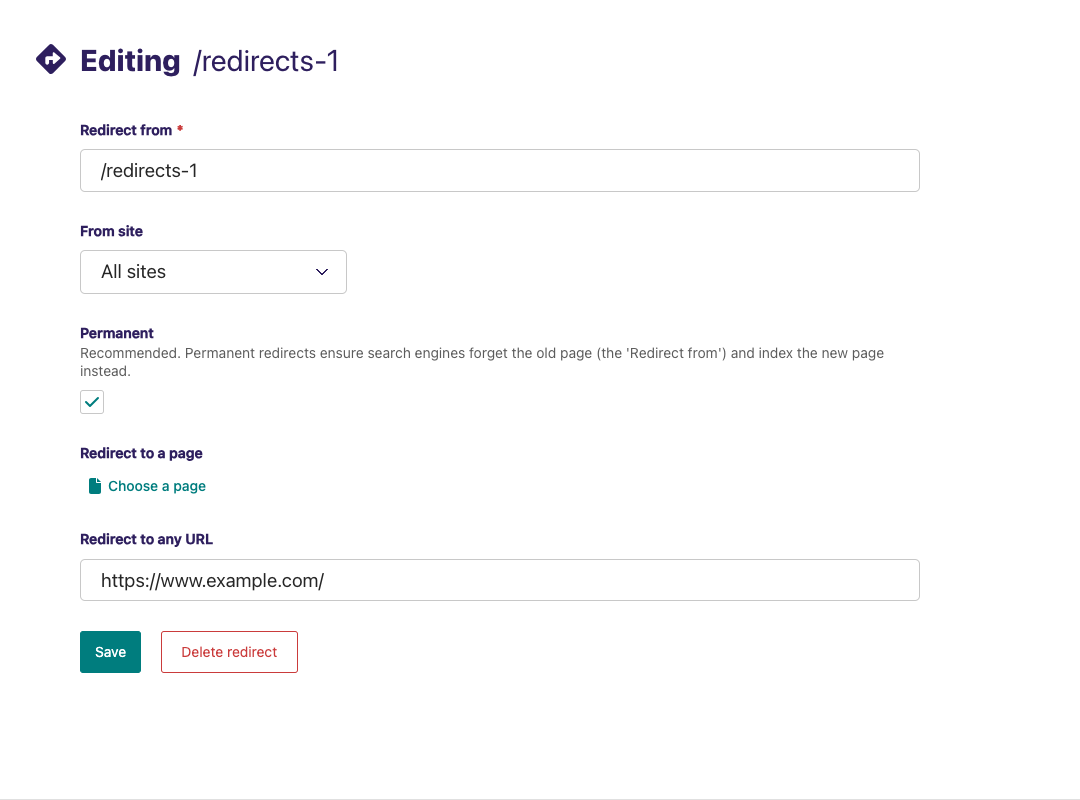 Editing /redirects-1
Redirect from *
/redirects-1
From site
All sites
Permanent
Recommended. Permanent redirects ensure search engines forget the old page (the 'Redirect from') and index the new page
instead.
Redirect to a page
Choose a page
Redirect to any URL
https://www.example.com/
Save Delete redirect